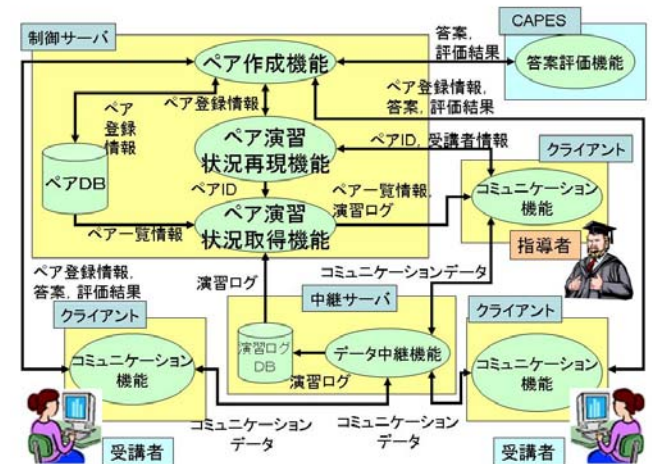 制御サーバ
ペア作成機能
答案,
評価結果
CAPES
答案評価機能
ペア
登録
情報
ペア登録情報
ペア登録情報,
答案, 評価結果
ペアDB
ペア演習
状況再現機能
ペアID, 受講者情報
クライアント
コミュニケーション
機能
指導者
ペアID
ペア一覧情報,
演習ログ
ペア演習
状況取得機能
ペア一覧情報
ペア登録情報,
答案, 評価結果
演習ログ
コミュニケーションデータ
中継サーバ
クライアント
コミュニケーション
機能
演習ログ
DB
データ中継機能
演習ログ
クライアント
コミュニケーション
機能
コミュニケーション
データ
コミュニケーション
データ
受講者
受講者